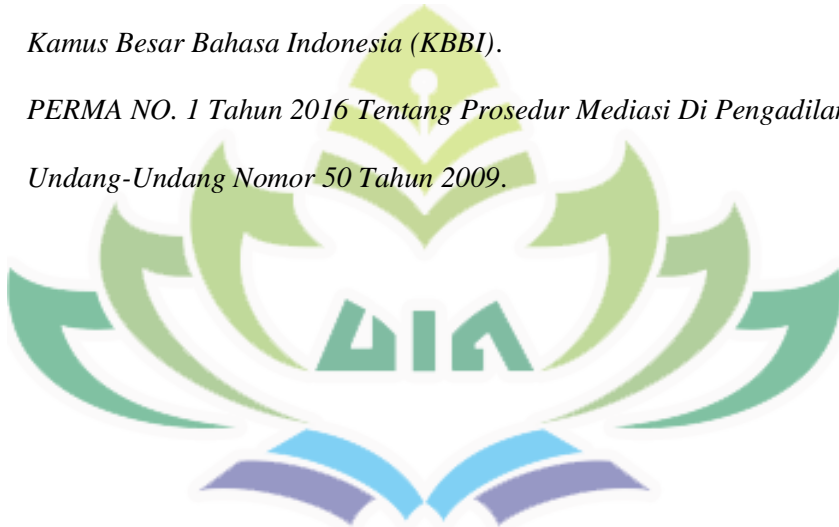 Kamus Besar Bahasa Indonesia (KBBI).
PERMA NO. 1 Tahun 2016 Tentang Prosedur Mediasi Di Pengadilan
Undang-Undang Nomor 50 Tahun 2009.
UIN